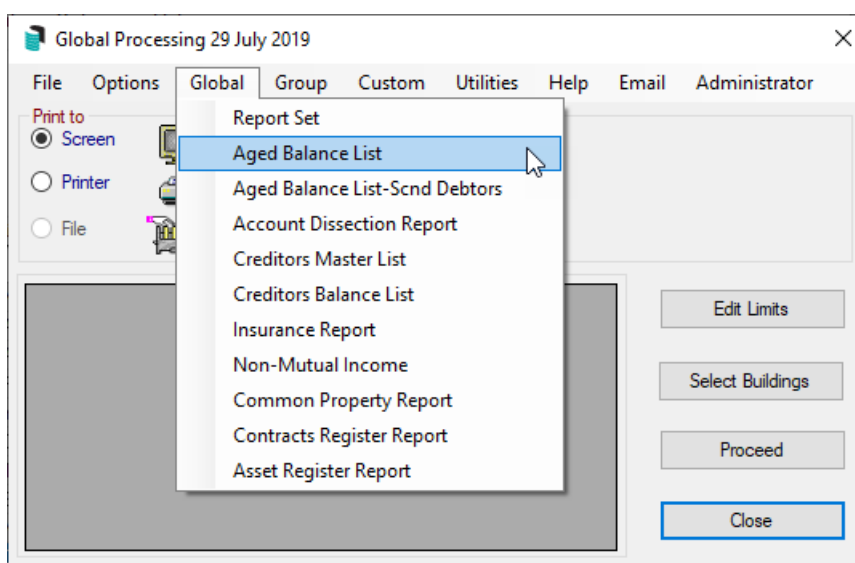 Global Processing 29 July 2019
File Options Global Group Custom Utilities Help Email Administrator
Print to
Screen
Printer
File
Report Set
Aged Balance List
Aged Balance List-Scnd Debtors
Account Dissection Report
Creditors Master List
Creditors Balance List
Insurance Report
Non-Mutual Income
Common Property Report
Contracts Register Report
Asset Register Report
Edit Limits
Select Buildings
Proceed
Close